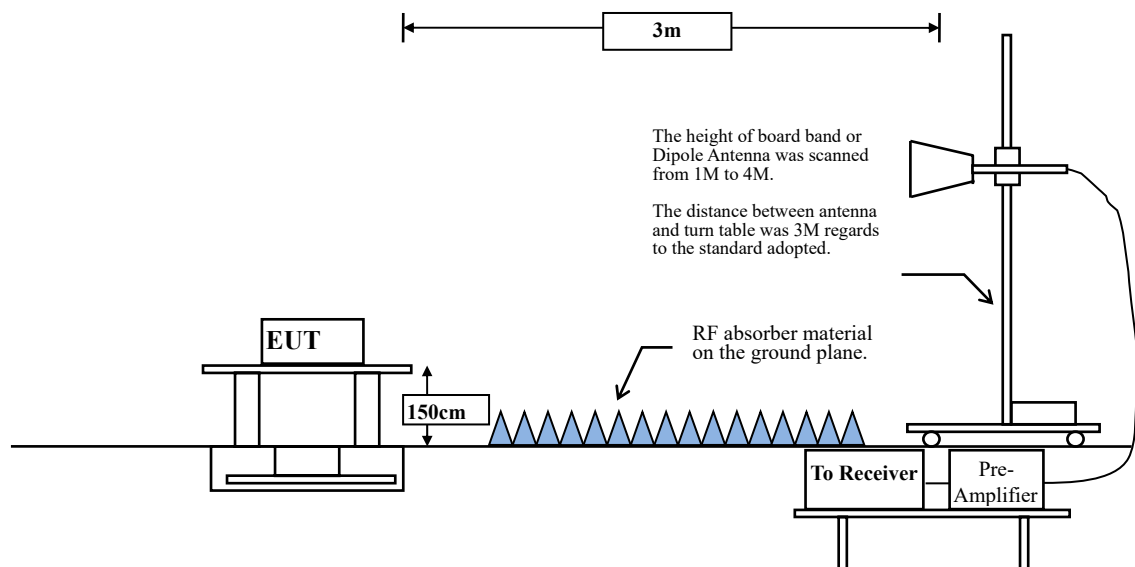 3m
The height of board band or
Dipole Antenna was scanned
from 1M to 4M.
The distance between antenna
and turn table was 3M regards
to the standard adopted.
EUT
RF absorber material
on the ground plane.
150cm
To Receiver
Pre-
Amplifier